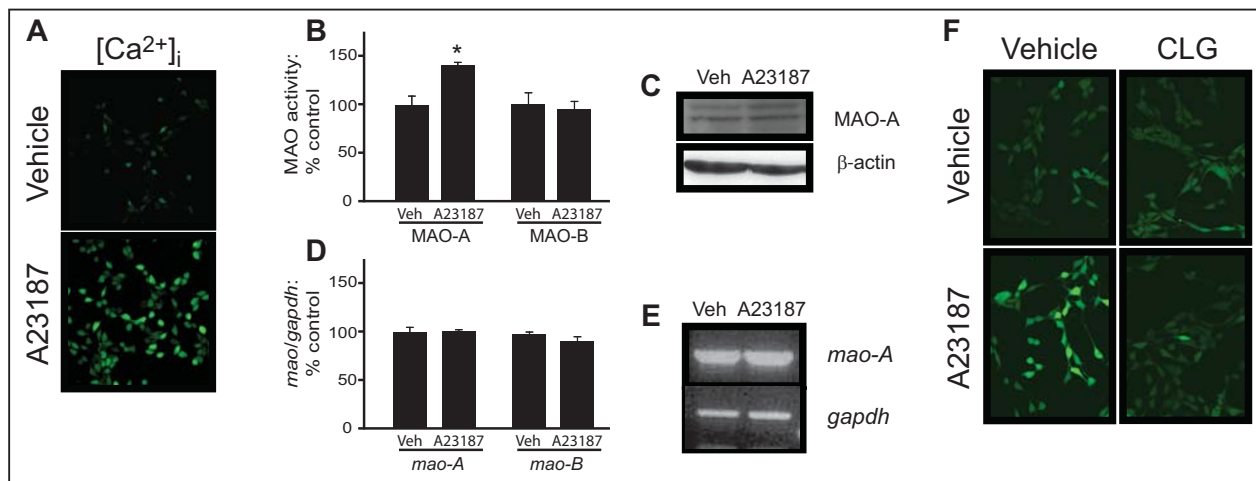 A
[Ca²⁺]ᵢ
Vehicle
A23187
B
MAO activity:
% control
150
100
50
0
*
Veh A23187 Veh A23187
MAO-A MAO-B
C
Veh A23187
MAO-A
β-actin
D
mao/gapdh:
% control
150
100
50
0
Veh A23187 Veh A23187
mao-A mao-B
E
Veh A23187
mao-A
gapdh
F
Vehicle CLG
Vehicle
A23187